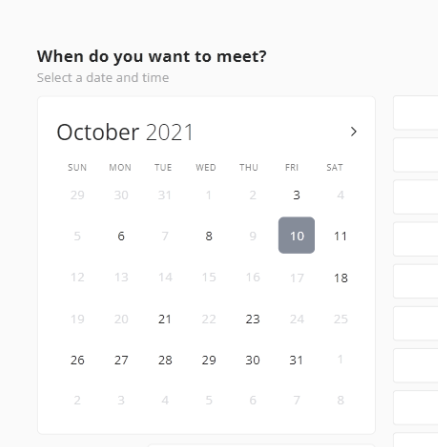 When do you want to meet?
Select a date and time
October 2021
SUN MON TUE WED THU FRI SAT
29 30 31 1 2 3 4
5 6 7 8 9 10 11
12 13 14 15 16 17 18
19 20 21 22 23 24 25
26 27 28 29 30 31 1
2 3 4 5 6 7 8